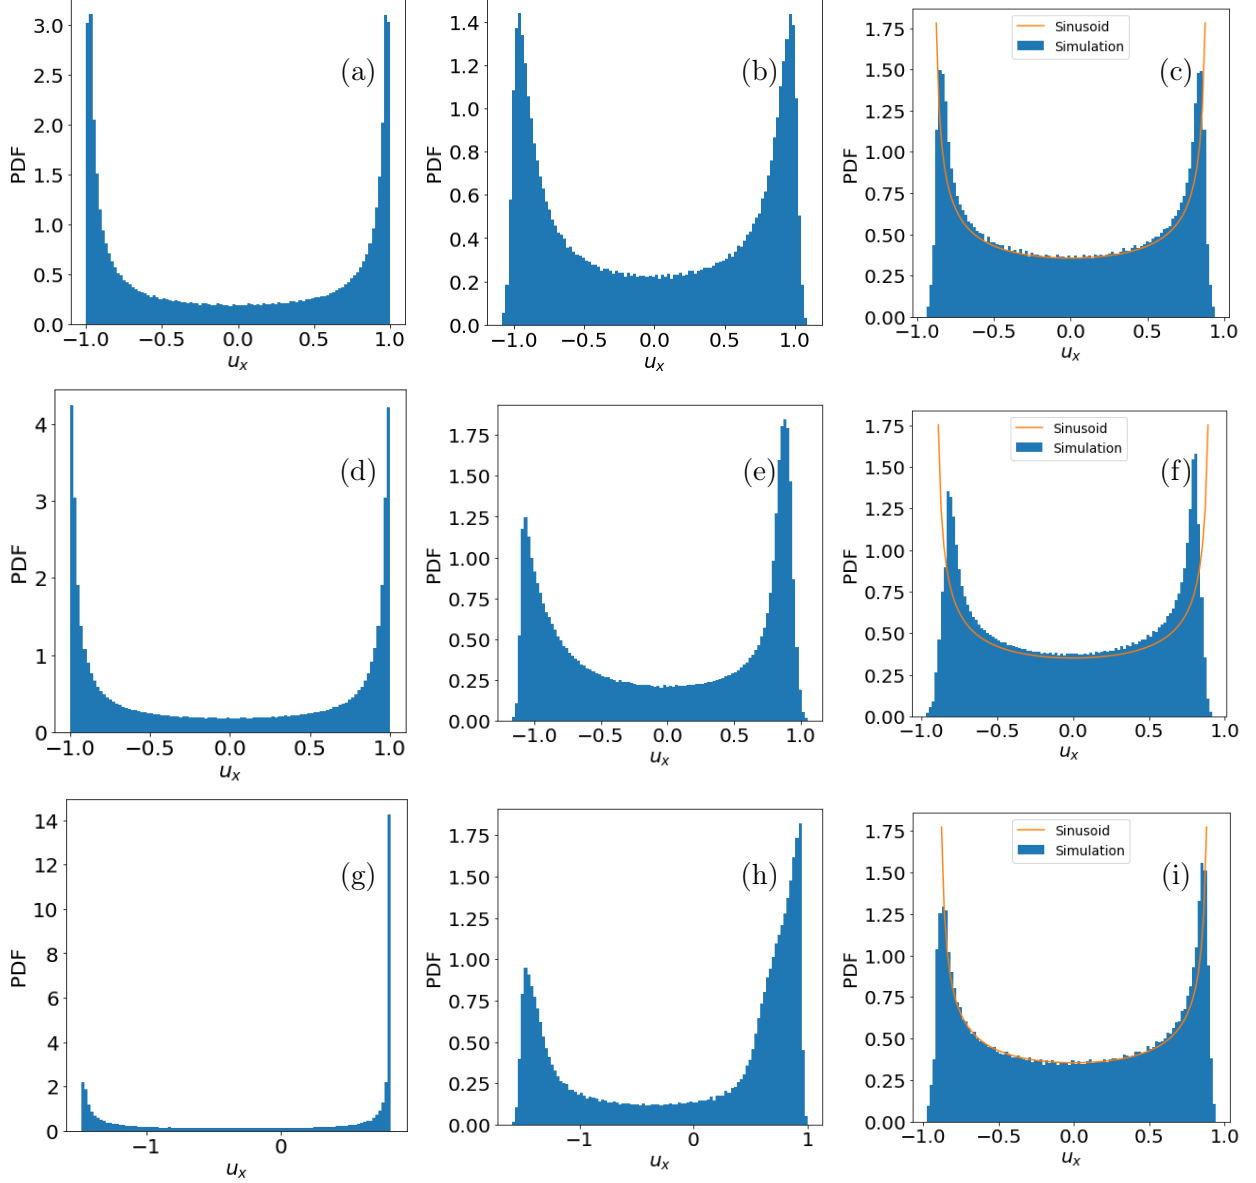 3.0
2.5
2.0
1.5
1.0
0.5
0.0
PDF
−1.0 −0.5 0.0 0.5 1.0
u_x
(a)
1.4
1.2
1.0
0.8
0.6
0.4
0.2
0.0
PDF
−1.0 −0.5 0.0 0.5 1.0
u_x
(b)
1.75
1.50
1.25
1.00
0.75
0.50
0.25
0.00
PDF
Sinusoid
Simulation
−1.0 −0.5 0.0 0.5 1.0
u_x
(c)
4
3
2
1
0
PDF
−1.0 −0.5 0.0 0.5 1.0
u_x
(d)
1.75
1.50
1.25
1.00
0.75
0.50
0.25
0.00
PDF
−1.0 −0.5 0.0 0.5 1.0
u_x
(e)
1.75
1.50
1.25
1.00
0.75
0.50
0.25
0.00
PDF
Sinusoid
Simulation
−1.0 −0.5 0.0 0.5 1.0
u_x
(f)
14
12
10
8
6
4
2
0
PDF
−1 0
u_x
(g)
1.75
1.50
1.25
1.00
0.75
0.50
0.25
0.00
PDF
−1 0 1
u_x
(h)
1.75
1.50
1.25
1.00
0.75
0.50
0.25
0.00
PDF
Sinusoid
Simulation
−1.0 −0.5 0.0 0.5 1.0
u_x
(i)